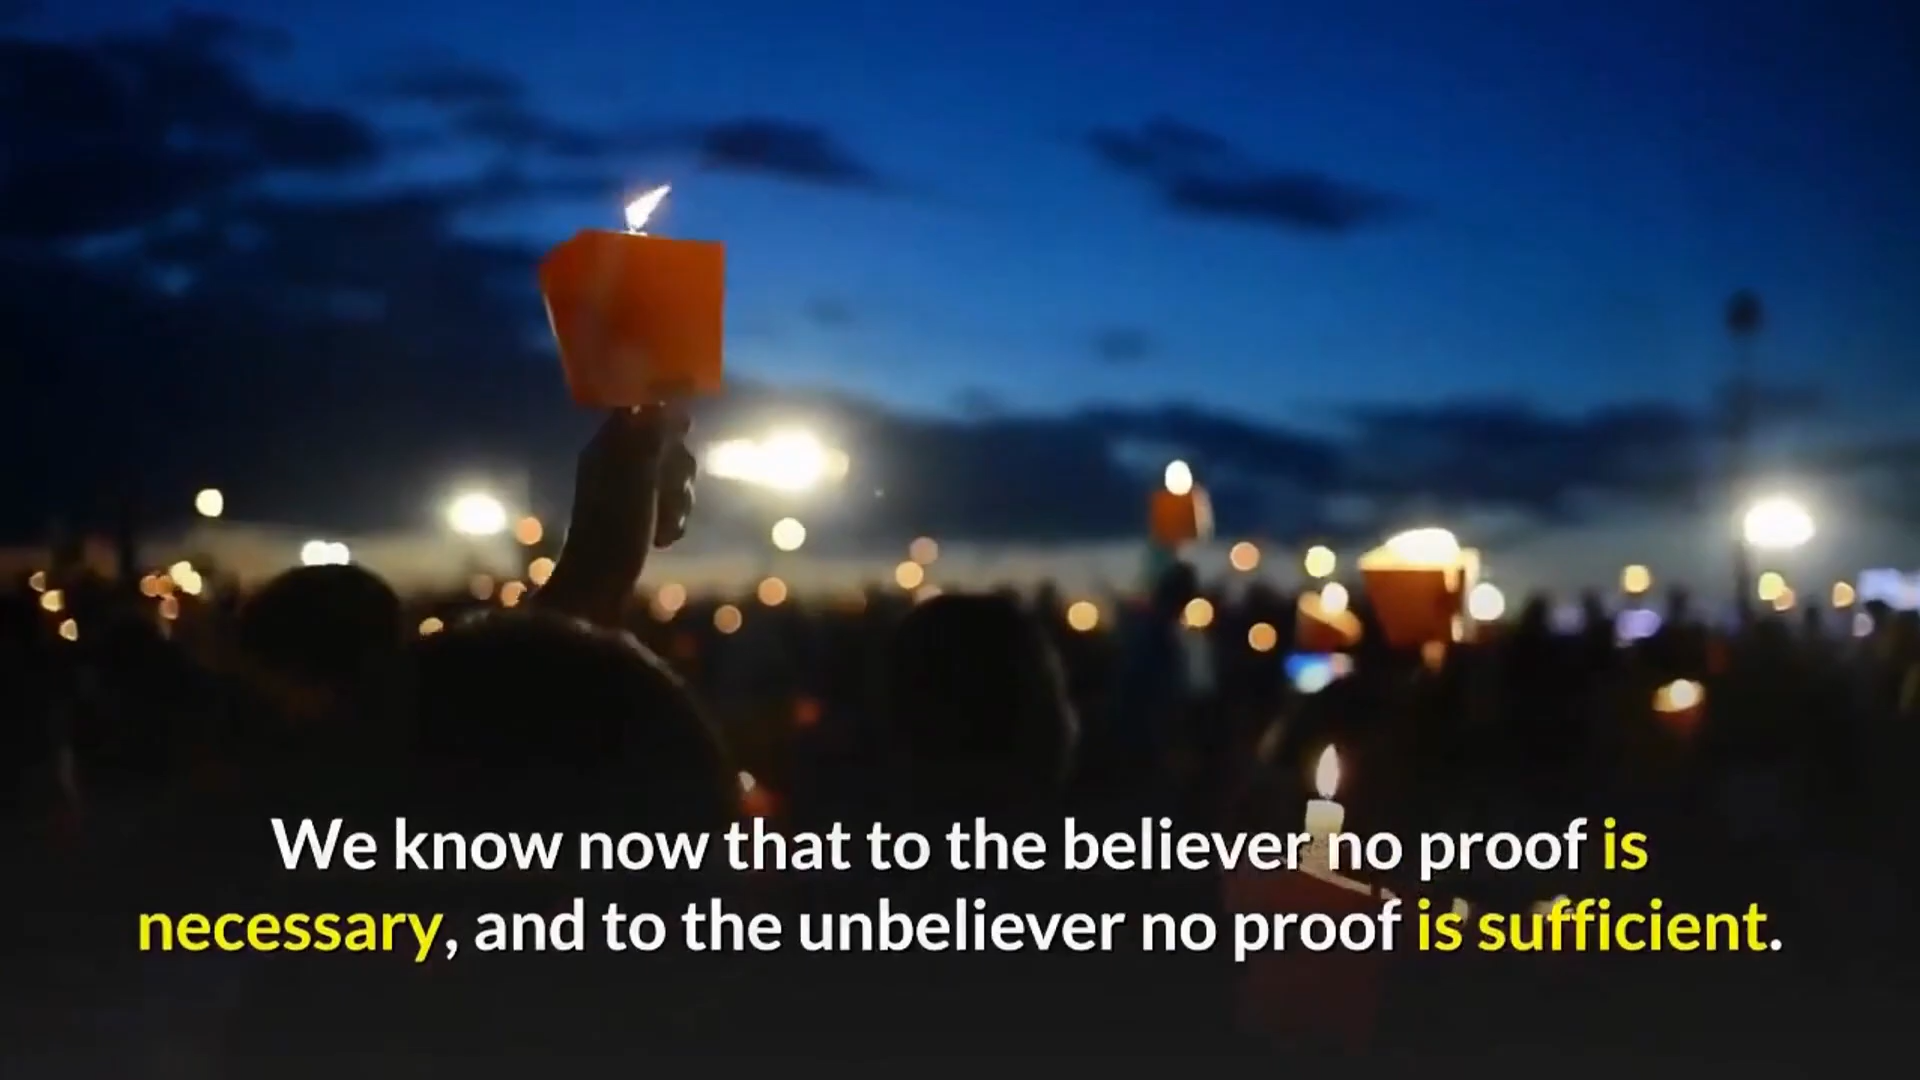 We know now that to the believer no proof is
necessary, and to the unbeliever no proof is sufficient.